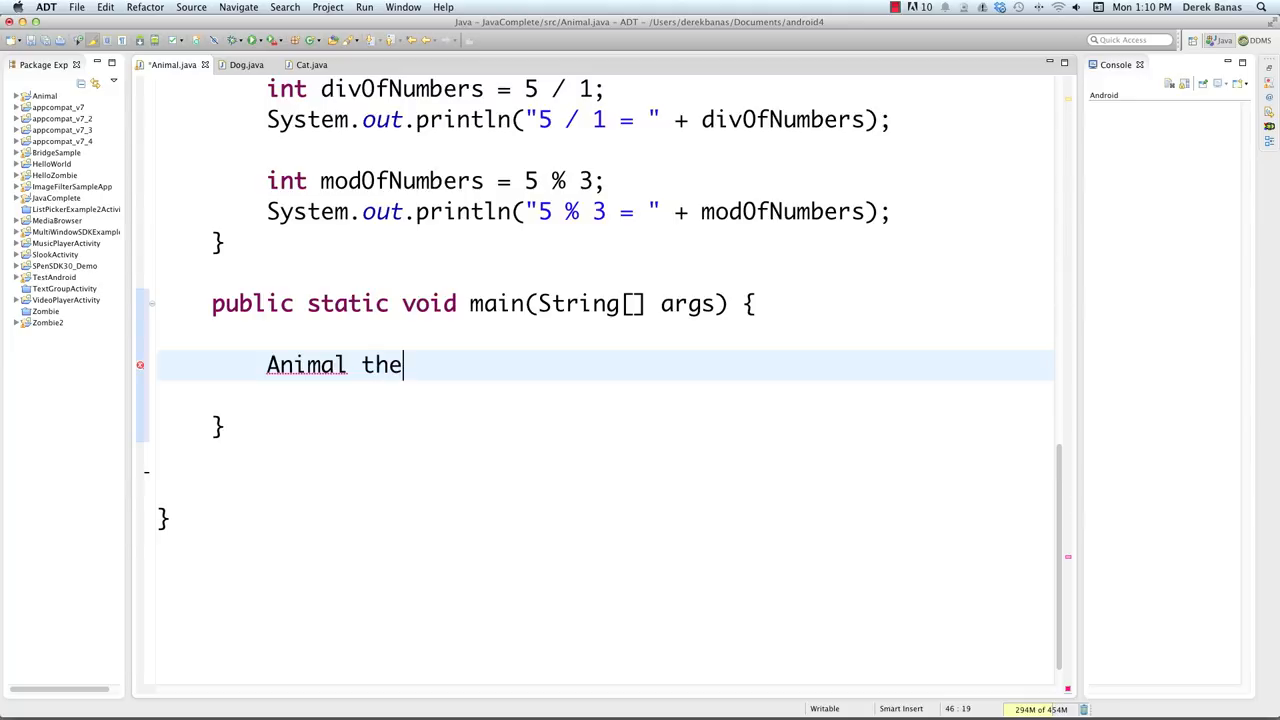 ADT File Edit Refactor Source Navigate Search Project Run Window Help 10 Mon 1:10 PM Derek Banas
Java - JavaComplete/src/Animal.java - ADT - /Users/derekbanas/Documents/android4
Quick Access Java DDMS
Package Exp *Animal.java Dog.java Cat.java Console
Android
Animal
appcompat_v7
appcompat_v7_2
appcompat_v7_3
appcompat_v7_4
BridgeSample
HelloWorld
HelloZombie
ImageFilterSampleApp
JavaComplete
ListPickerExample2Activi
MediaBrowser
MultiWindowSDKExample
MusicPlayerActivity
SlookActivity
SPenSDK30_Demo
TestAndroid
TextGroupActivity
VideoPlayerActivity
Zombie
Zombie2
int divOfNumbers = 5 / 1;
System.out.println("5 / 1 = " + divOfNumbers);
int modOfNumbers = 5 % 3;
System.out.println("5 % 3 = " + modOfNumbers);
}
public static void main(String[] args) {
Animal the
}
}
Writable Smart Insert 46 : 19 294M of 454M